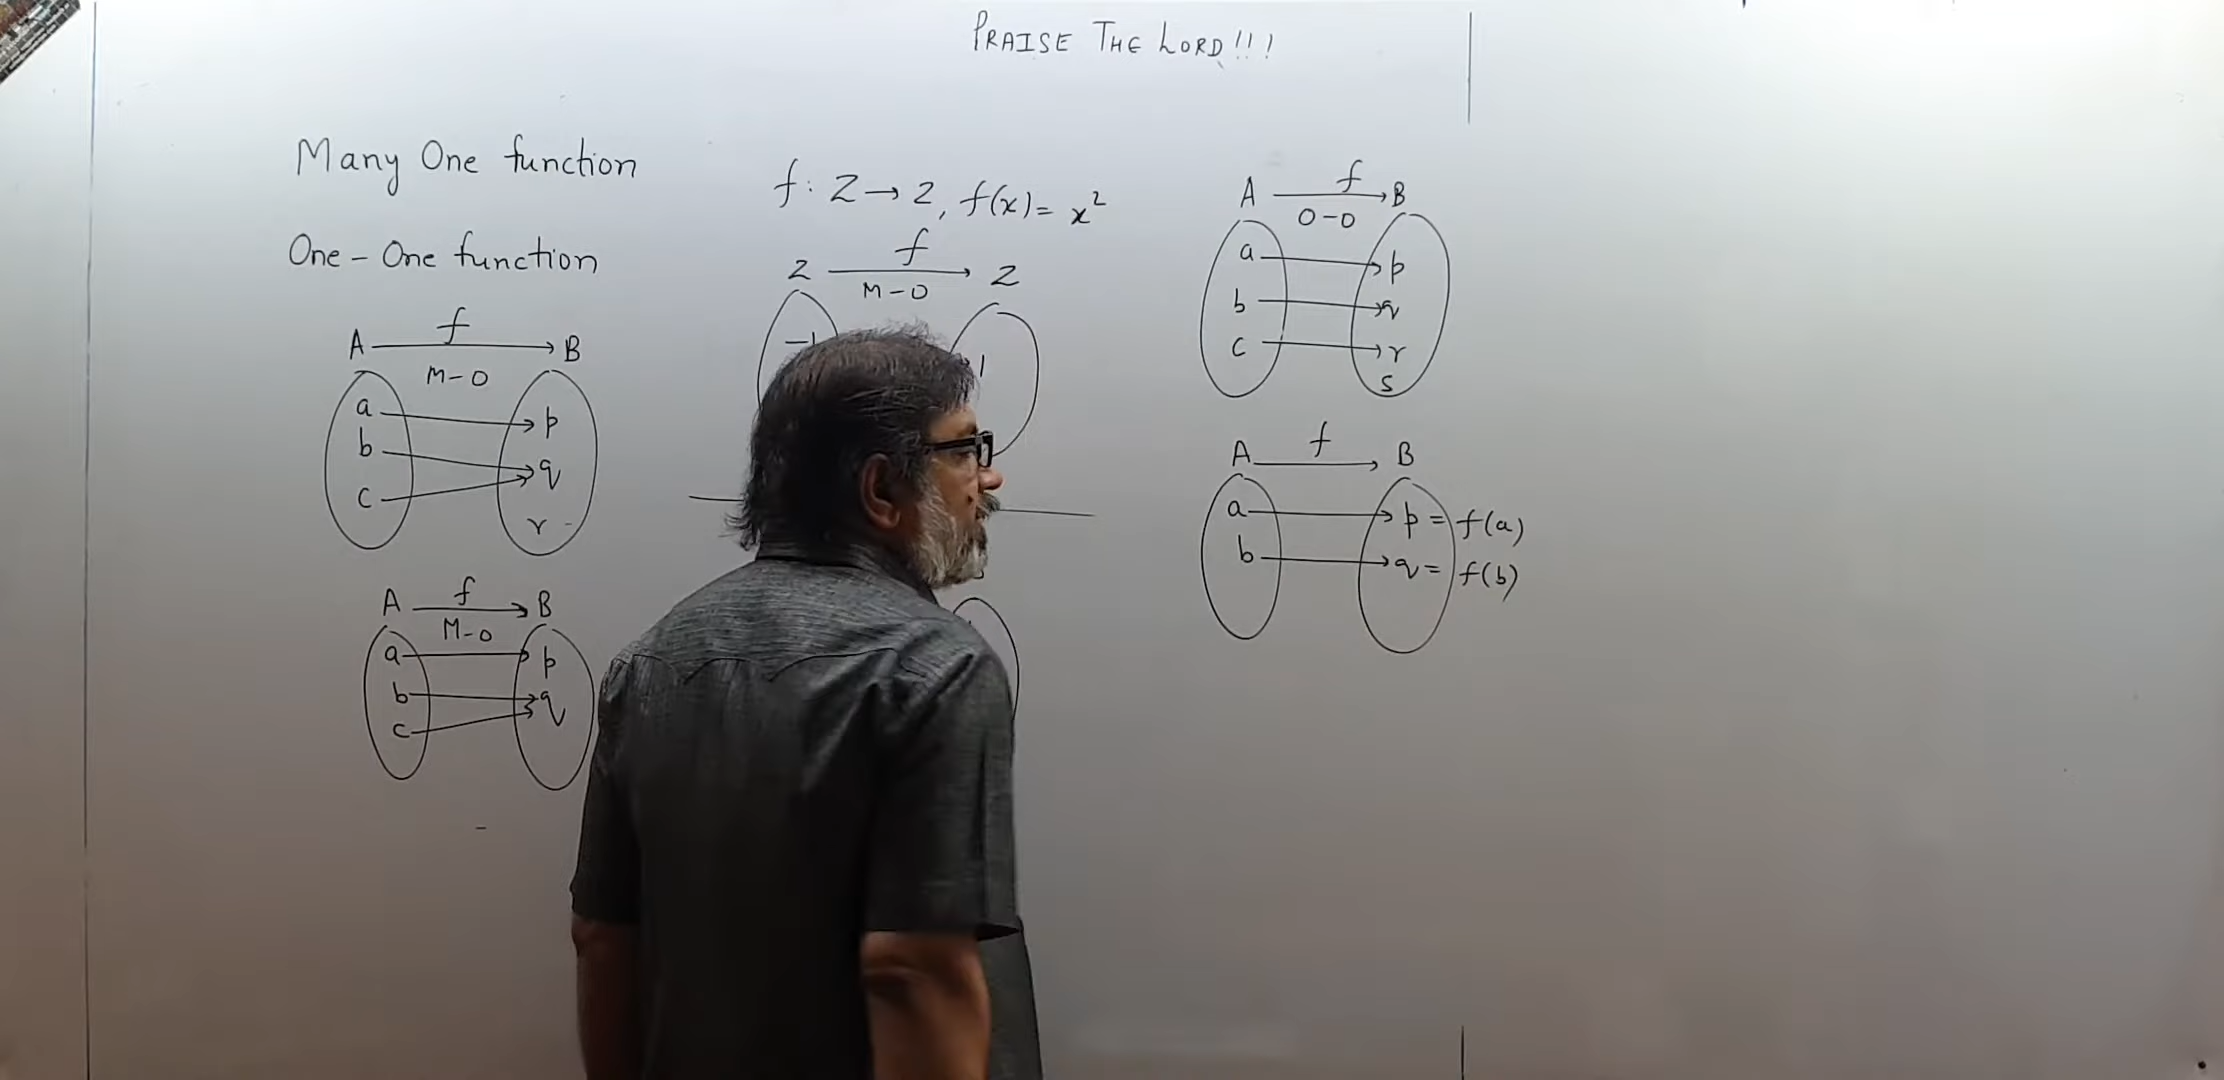 PRAISE THE LORD!!!
Many One function
One - One function
A f B
M-O
a p
b q
c
r
A f B
M-o
a p
b q
c
f: Z → Z, f(x) = x²
Z f Z
M-O
-1 1
A f B
O-O
a p
b q
c r
s
A f B
a p = f(a)
b q = f(b)